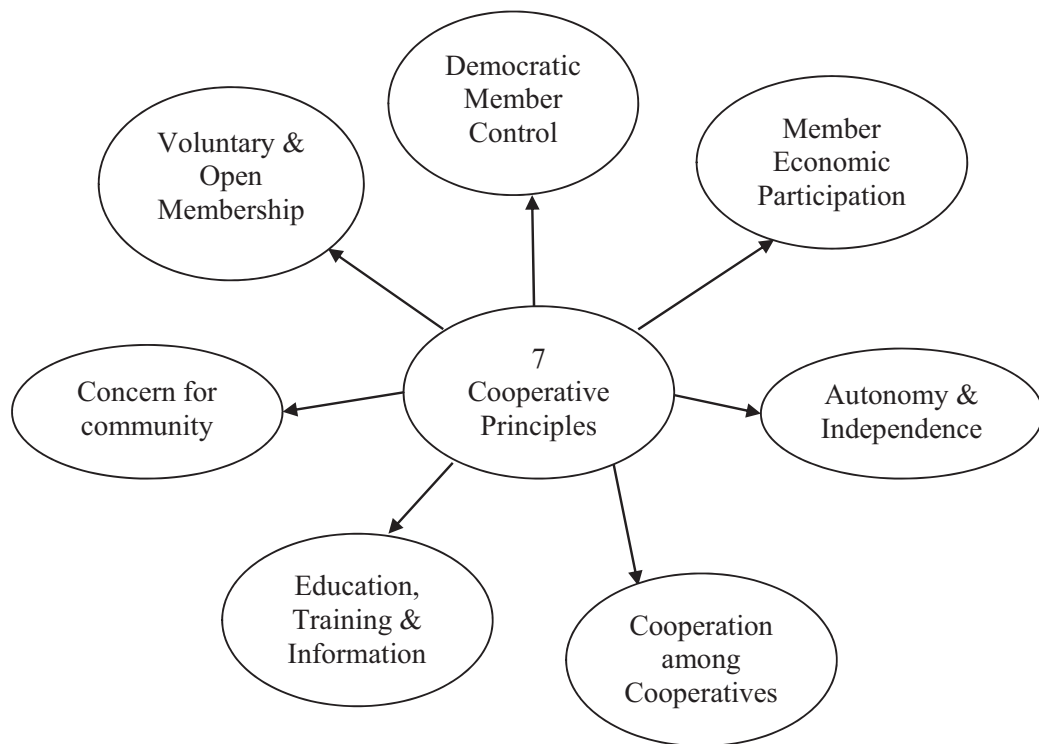 Democratic
Member
Control
Voluntary &
Open
Membership
Member
Economic
Participation
7
Cooperative
Principles
Concern for
community
Autonomy &
Independence
Education,
Training &
Information
Cooperation
among
Cooperatives